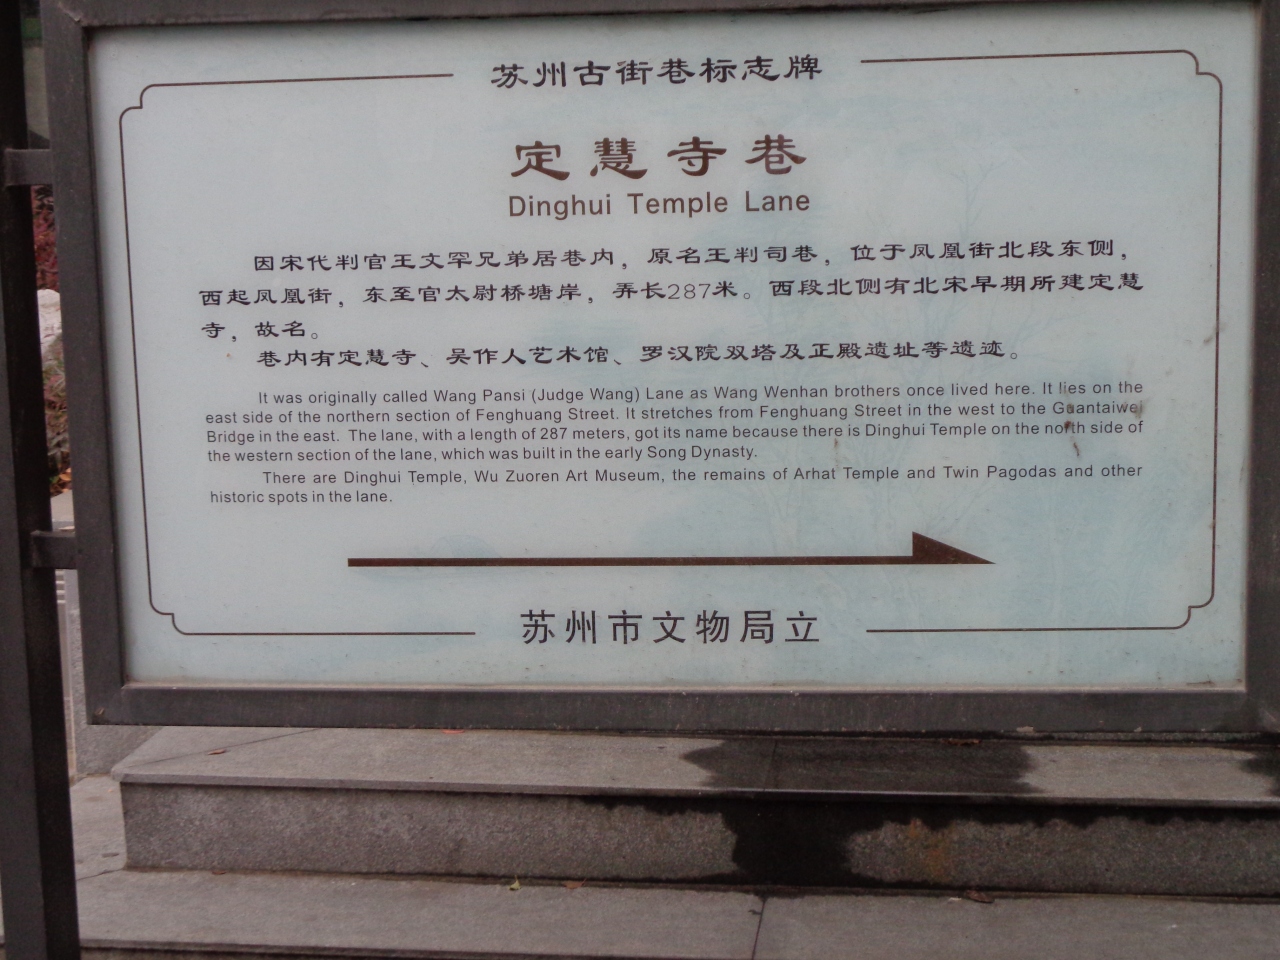 苏州古街巷标志牌
定慧寺巷
Dinghui Temple Lane
因宋代判官王文罕兄弟居巷内，原名王判司巷，位于凤凰街北段东侧，
西起凤凰街，东至官太尉桥塘岸，弄长287米。西段北侧有北宋早期所建定慧
寺，故名。
巷内有定慧寺、吴作人艺术馆、罗汉院双塔及正殿遗址等遗迹。
It was originally called Wang Pansi (Judge Wang) Lane as Wang Wenhan brothers once lived here. It lies on the
east side of the northern section of Fenghuang Street. It stretches from Fenghuang Street in the west to the Guantaiwei
Bridge in the east. The lane, with a length of 287 meters, got its name because there is Dinghui Temple on the north side of
the western section of the lane, which was built in the early Song Dynasty.
There are Dinghui Temple, Wu Zuoren Art Museum, the remains of Arhat Temple and Twin Pagodas and other
historic spots in the lane.
苏州市文物局立